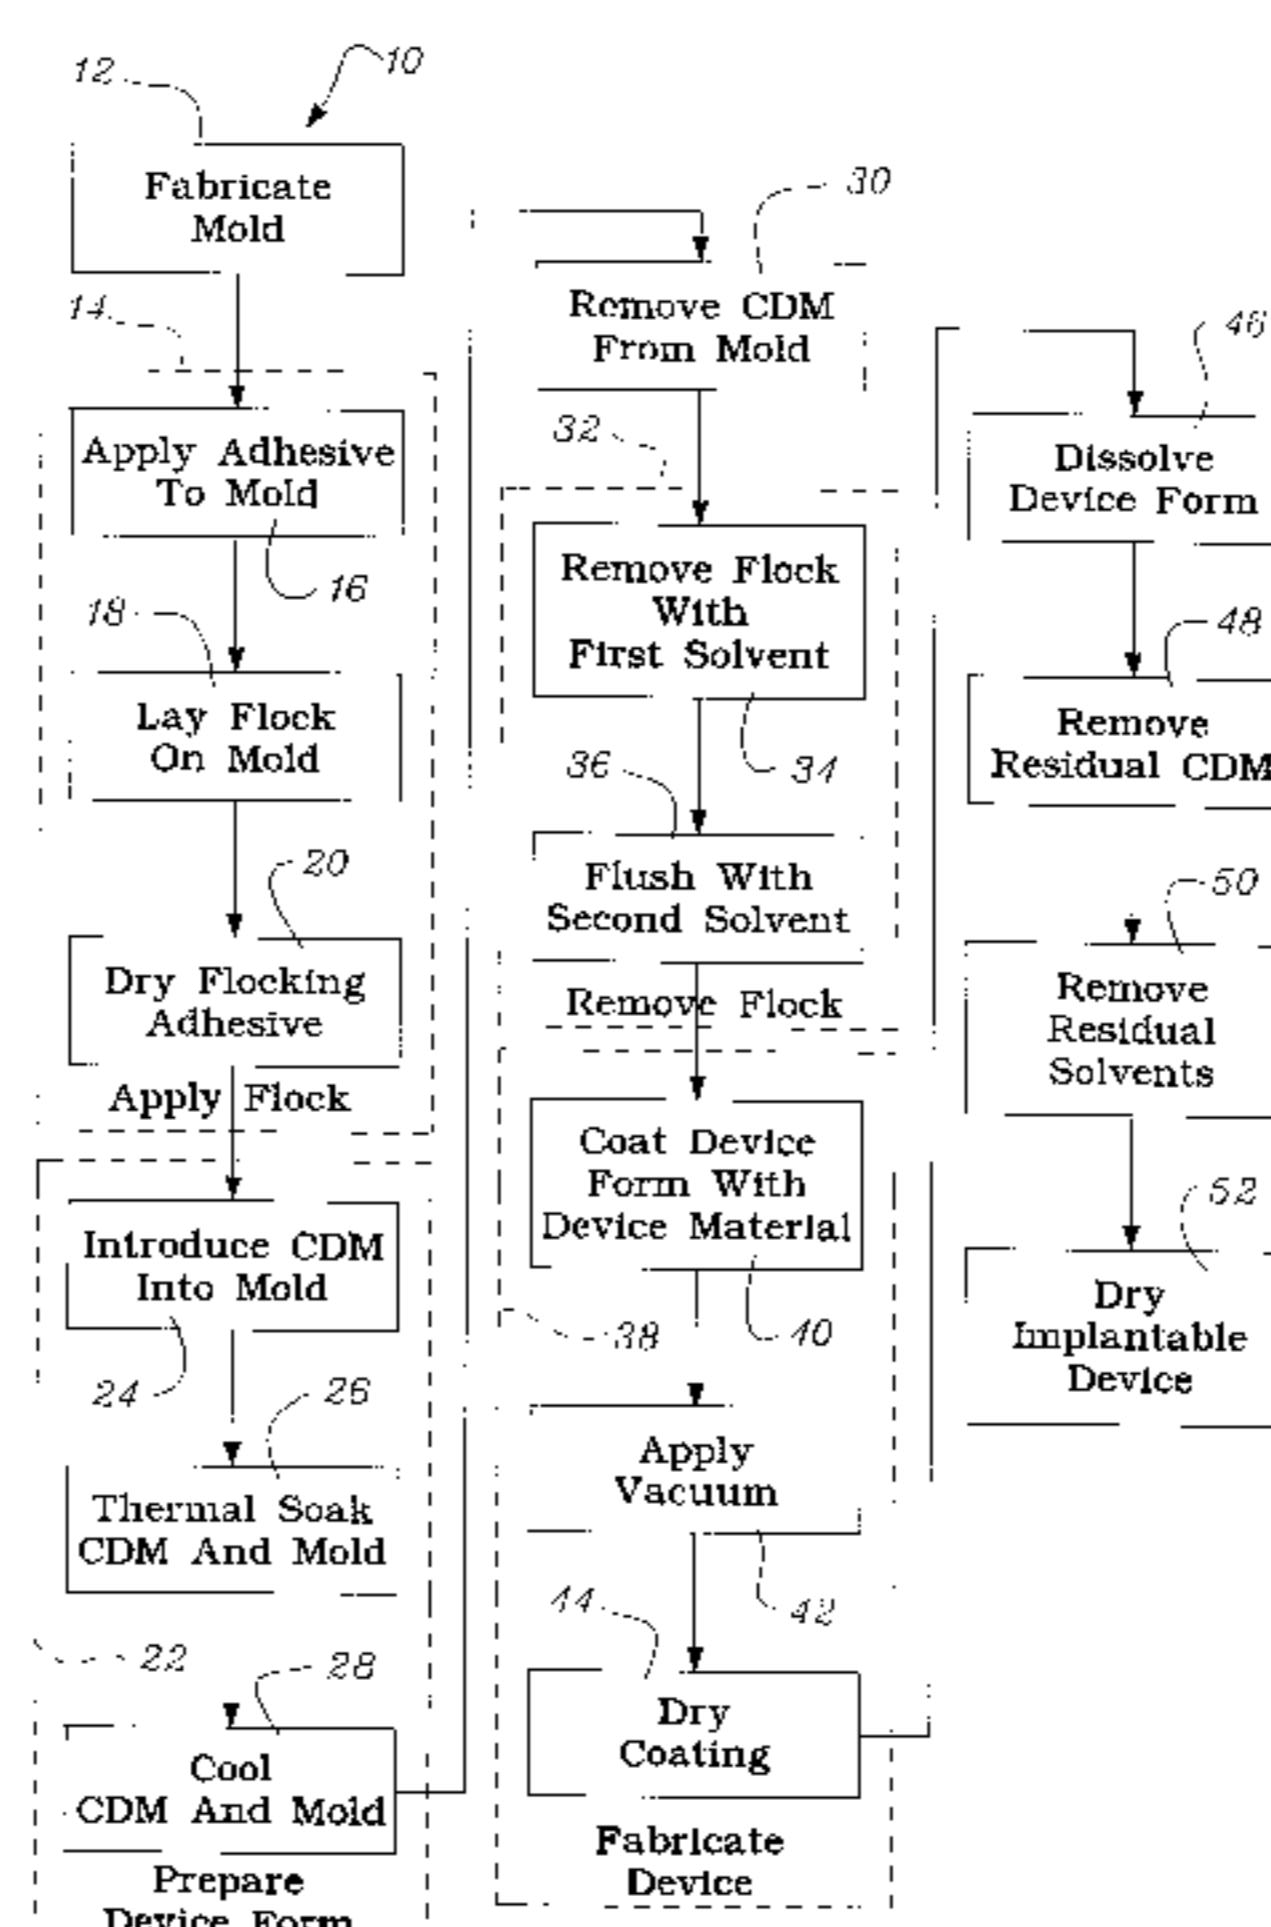 10
12
Fabricate
Mold
14
Apply Adhesive
To Mold
16
18
Lay Flock
On Mold
20
Dry Flocking
Adhesive
Apply Flock
Introduce CDM
Into Mold
24
26
Thermal Soak
CDM And Mold
22
28
Cool
CDM And Mold
Prepare
Device Form
30
Remove CDM
From Mold
32
Remove Flock
With
First Solvent
34
36
Flush With
Second Solvent
Remove Flock
Coat Device
Form With
Device Material
38
40
Apply
Vacuum
42
44
Dry
Coating
Fabricate
Device
46
Dissolve
Device Form
48
Remove
Residual CDM
50
Remove
Residual
Solvents
52
Dry
Implantable
Device